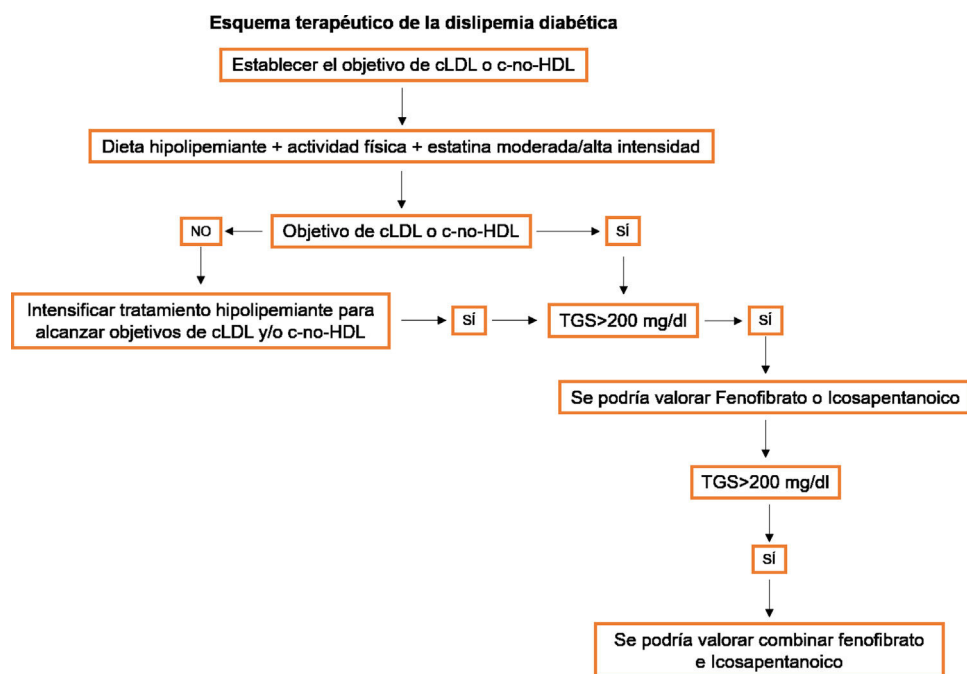 Esquema terapéutico de la dislipemia diabética
Establecer el objetivo de cLDL o c-no-HDL
Dieta hipolipemiante + actividad física + estatina moderada/alta intensidad
NO
Objetivo de cLDL o c-no-HDL
SÍ
Intensificar tratamiento hipolipemiante para
alcanzar objetivos de cLDL y/o c-no-HDL
SÍ
TGS>200 mg/dl
SÍ
Se podría valorar Fenofibrato o Icosapentanoico
TGS>200 mg/dl
SÍ
Se podría valorar combinar fenofibrato
e Icosapentanoico